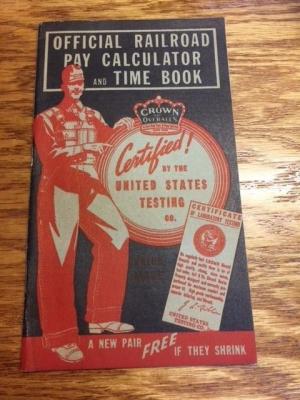 OFFICIAL RAILROAD
PAY CALCULATOR
AND TIME BOOK
CROWN
OVERALLS
Certified!
BY THE
UNITED STATES
TESTING
CO.
CERTIFICATE
OF LABORATORY TESTING
UNITED STATES
TESTING CO.
A NEW PAIR FREE IF THEY SHRINK